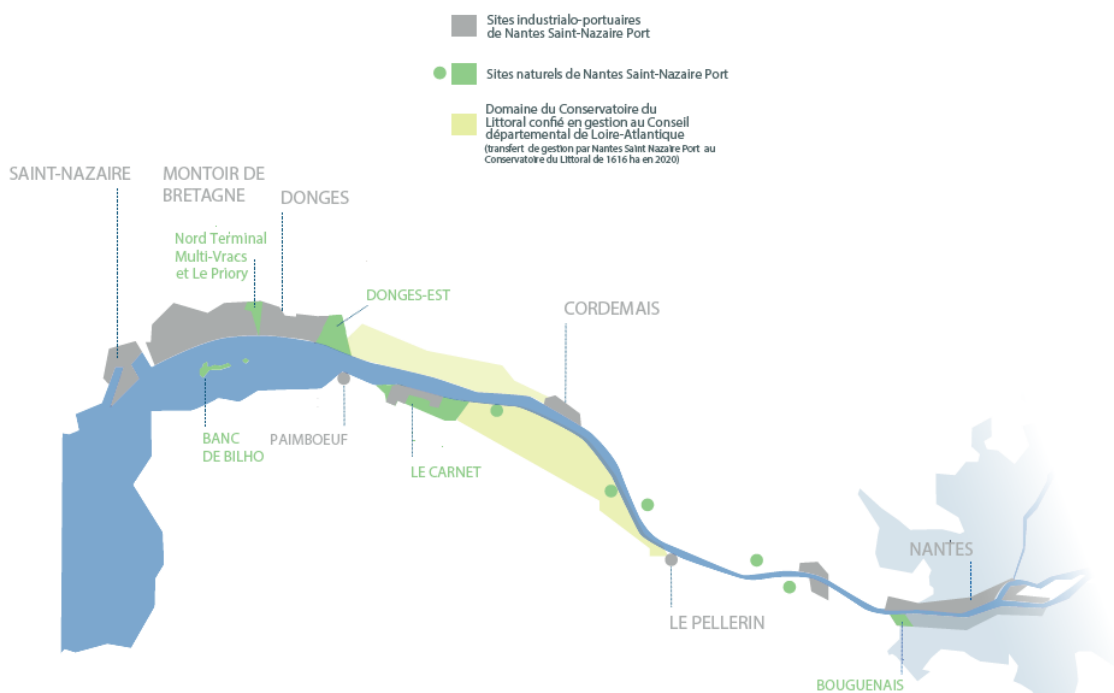 Sites industrialo-portuaires
de Nantes Saint-Nazaire Port
Sites naturels de Nantes Saint-Nazaire Port
Domaine du Conservatoire du
Littoral confié en gestion au Conseil
départemental de Loire-Atlantique
(transfert de gestion par Nantes Saint Nazaire Port au
Conservatoire du Littoral de 1616 ha en 2020)
SAINT-NAZAIRE
MONTOIR DE
BRETAGNE
DONGES
Nord Terminal
Multi-Vracs
et Le Priory
DONGES-EST
CORDEMAIS
BANC
DE BILHO
PAIMBOEUF
LE CARNET
NANTES
LE PELLERIN
BOUGUENAIS